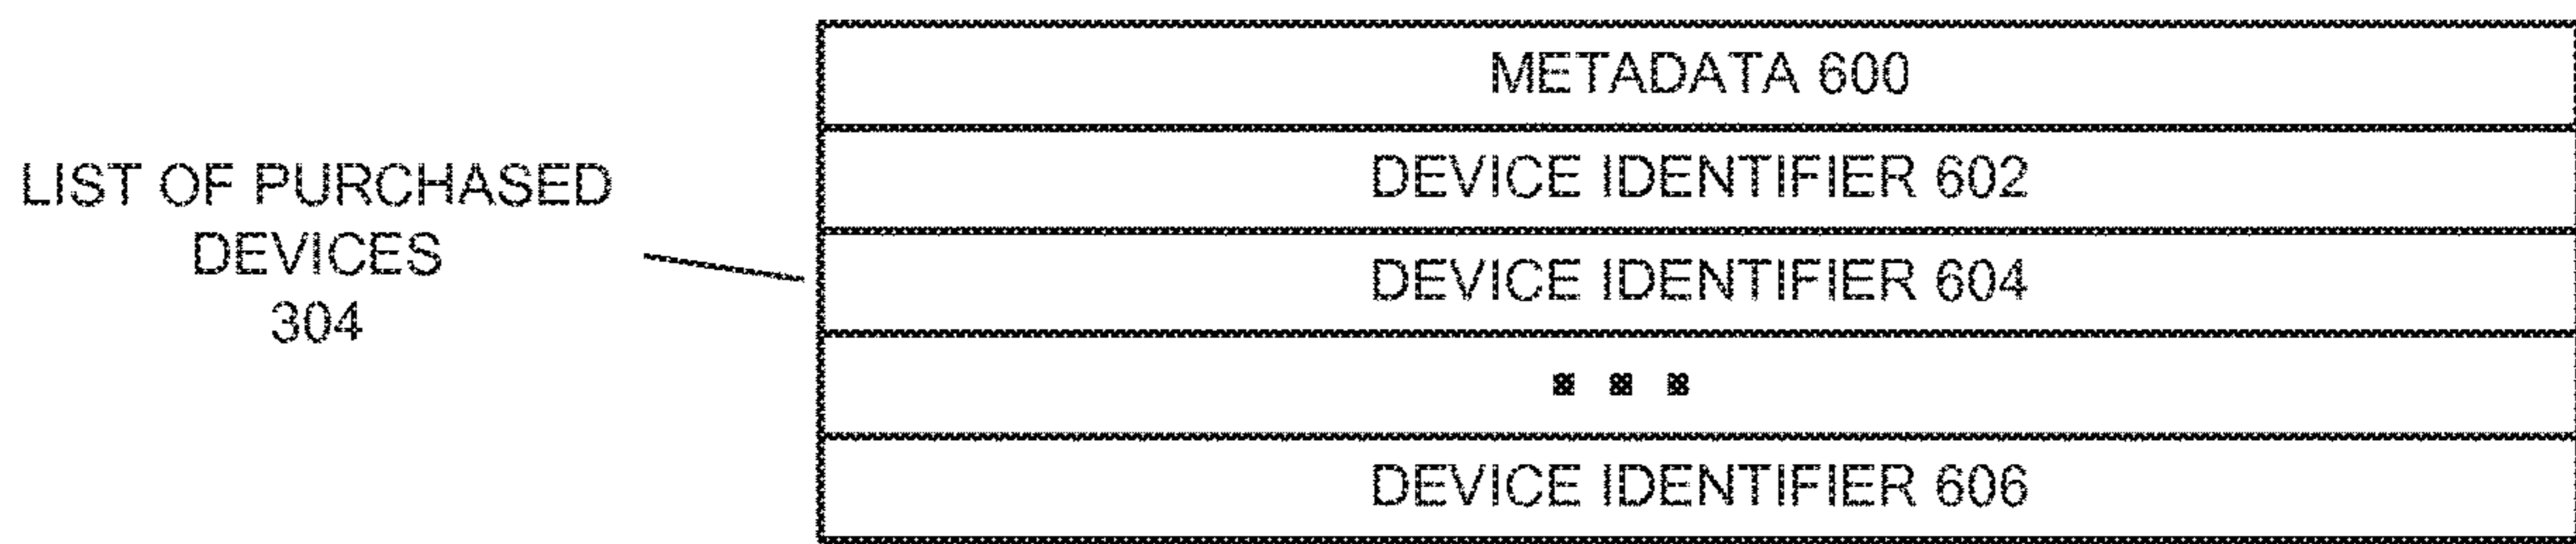 LIST OF PURCHASED
DEVICES
304
METADATA 600
DEVICE IDENTIFIER 602
DEVICE IDENTIFIER 604
▪ ▪ ▪
DEVICE IDENTIFIER 606